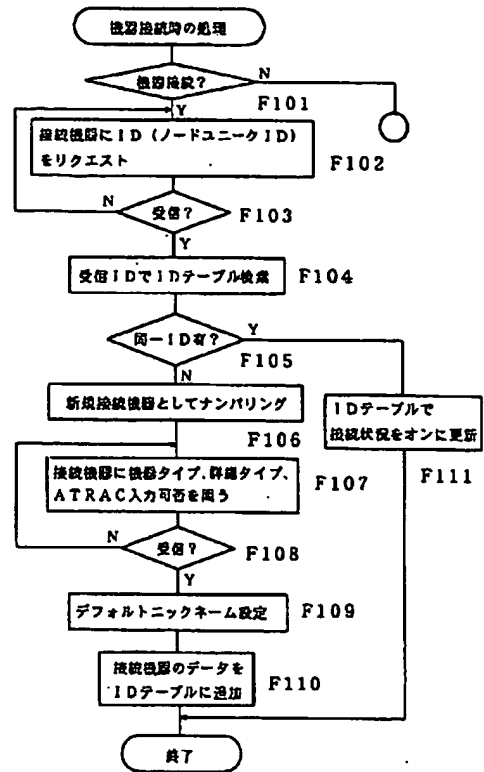 機器接続時の処理
機器接続?
N
Y
F101
接続機器にID(ノードユニークID)
をリクエスト
F102
N
受信?
F103
Y
受信IDでIDテーブル検索
F104
同一ID有?
Y
F105
N
新規接続機器としてナンバリング
F106
IDテーブルで
接続状況をオンに更新
F111
接続機器に機器タイプ、詳細タイプ、
ATRAC入力可否を問う
F107
N
受信?
F108
Y
デフォルトニックネーム設定
F109
接続機器のデータを
IDテーブルに追加
F110
終了